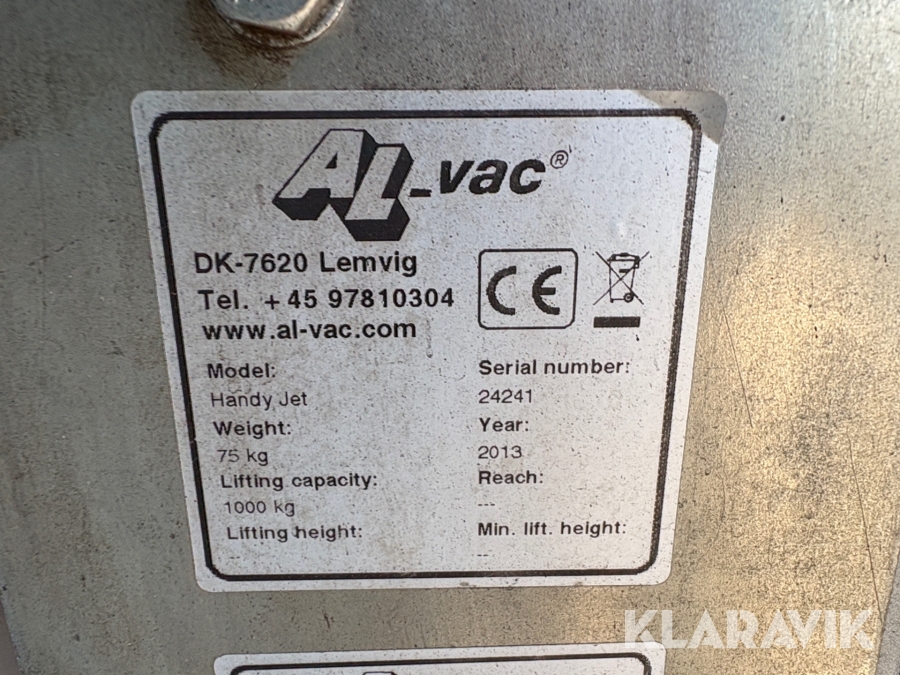 AL-vac®
DK-7620 Lemvig
Tel. +45 97810304
www.al-vac.com
Model:
Handy Jet
Weight:
75 kg
Lifting capacity:
1000 kg
Lifting height:
--
Serial number:
24241
Year:
2013
Reach:
---
Min. lift. height:
--
CE
KLARAVIK